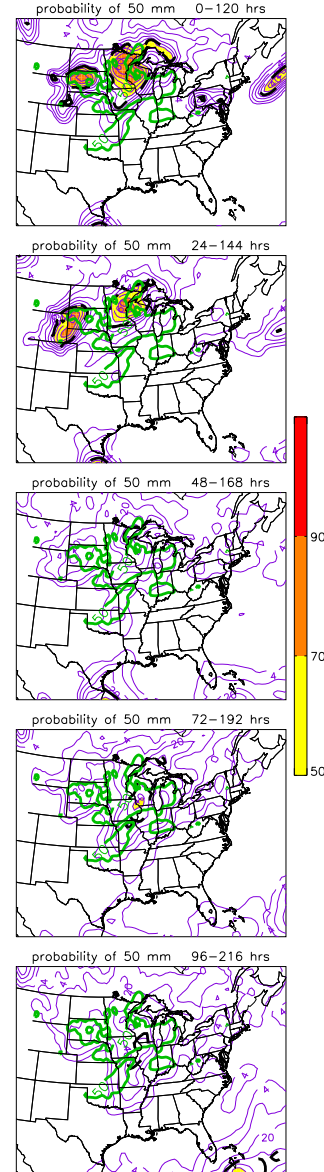 probability of 50 mm 0–120 hrs
probability of 50 mm 24–144 hrs
probability of 50 mm 48–168 hrs
90
70
50
probability of 50 mm 72–192 hrs
20
probability of 50 mm 96–216 hrs
4
20